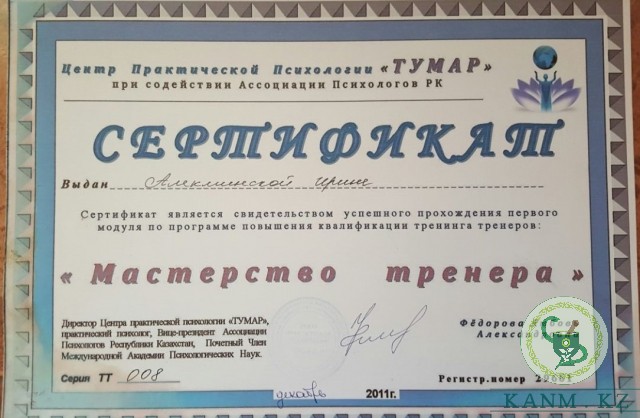 Центр Практической Психологии «ТУМАР»
при содействии Ассоциации Психологов РК
СЕРТИФИКАТ
Выдан Ирине
Сертификат является свидетельством успешного прохождения первого
модуля по программе повышения квалификации тренинга тренеров:
« Мастерство тренера »
Директор Центра практической психологии «ТУМАР»,
практический психолог, Вице-президент Ассоциации
Психологов Республики Казахстан, Почетный Член
Международной Академии Психологических Наук.
Фёдорова
Серия ТТ 008
декабрь 2011г.
Регистр.номер
KANM.KZ